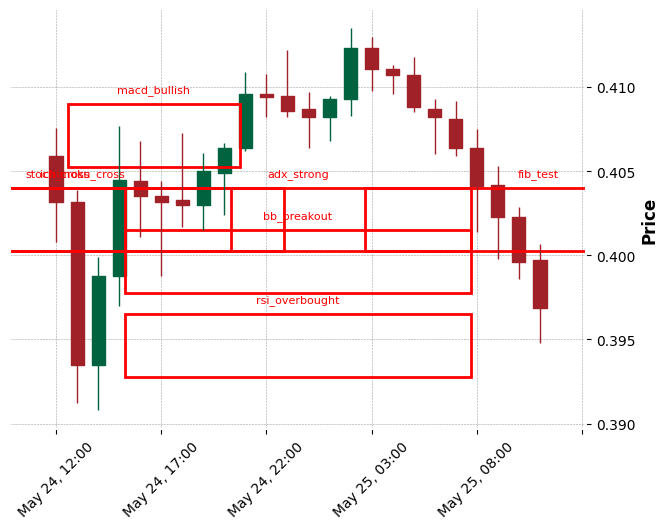 macd_bullish
0.410
adx_strong
fib_test
0.405
bb_breakout
Price
0.400
rsi_overbought
0.395
0.390
May 24, 12:00
May 24, 17:00
May 24, 22:00
May 25, 03:00
May 25, 08:00